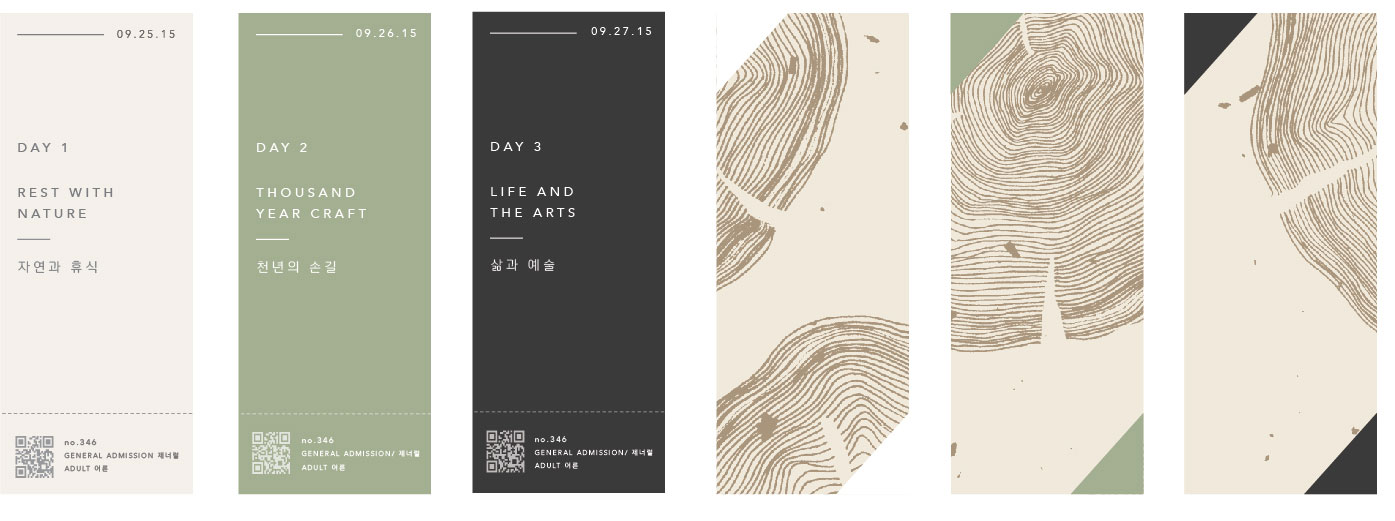 09.25.15
DAY 1
REST WITH
NATURE
자연과 휴식
no.346
GENERAL ADMISSION 제너럴
ADULT 어른
09.26.15
DAY 2
THOUSAND
YEAR CRAFT
천년의 손길
no.346
GENERAL ADMISSION/ 제너럴
ADULT 어른
09.27.15
DAY 3
LIFE AND
THE ARTS
삶과 예술
no.346
GENERAL ADMISSION/ 제너럴
ADULT 어른